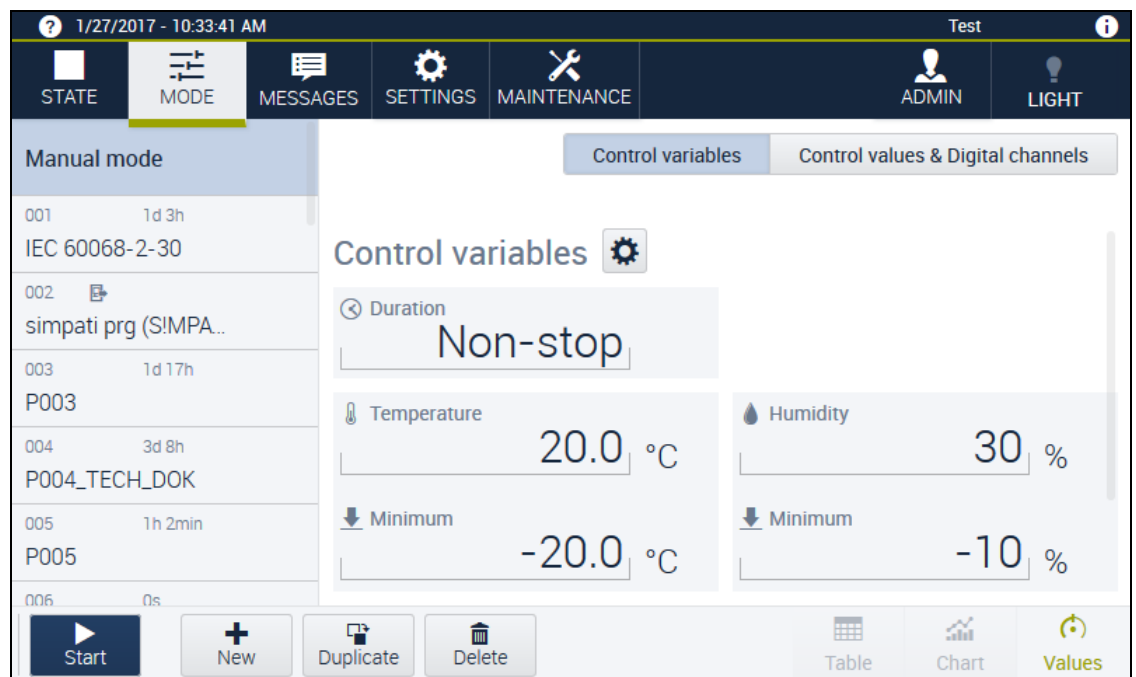 ? 1/27/2017 - 10:33:41 AM Test i
STATE MODE MESSAGES SETTINGS MAINTENANCE ADMIN LIGHT
Manual mode
Control variables Control values & Digital channels
001 1d 3h
IEC 60068-2-30
Control variables
002
simpati prg (S!MPA...
Duration
Non-stop
003 1d 17h
P003
Temperature
20.0 °C
Humidity
30 %
004 3d 8h
P004_TECH_DOK
005 1h 2min
P005
Minimum
-20.0 °C
Minimum
-10 %
006 0s
Start New Duplicate Delete Table Chart Values